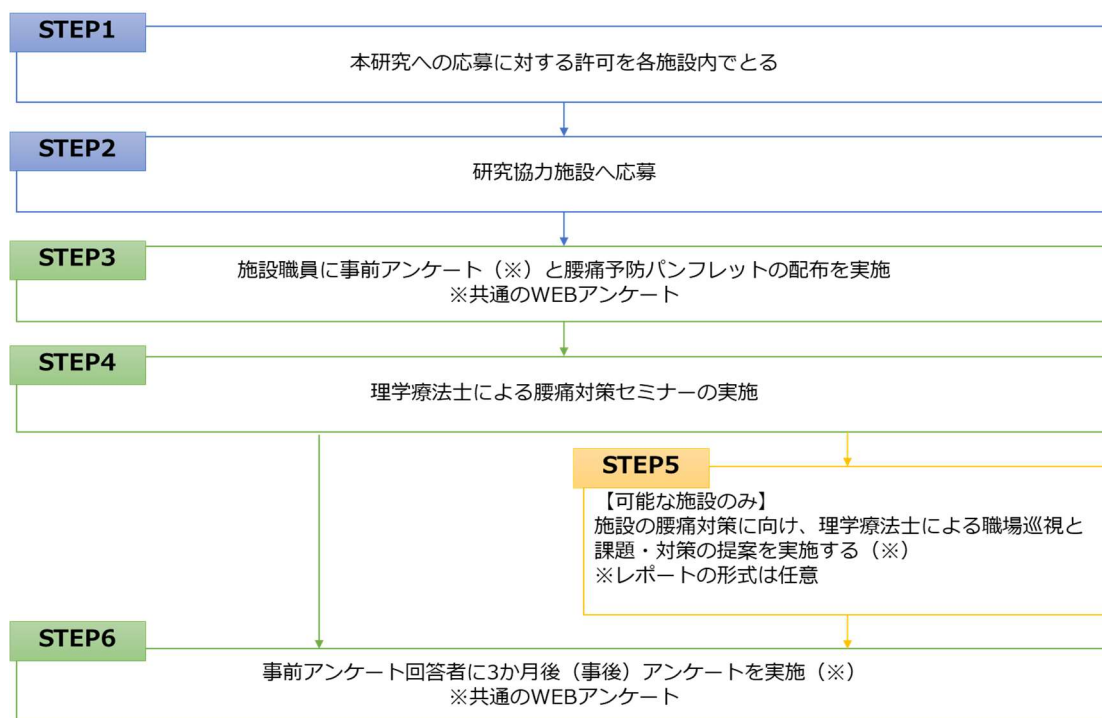 STEP1
本研究への応募に対する許可を各施設内でとる
STEP2
研究協力施設へ応募
STEP3
施設職員に事前アンケート（※）と腰痛予防パンフレットの配布を実施
※共通のWEBアンケート
STEP4
理学療法士による腰痛対策セミナーの実施
STEP5
【可能な施設のみ】
施設の腰痛対策に向け、理学療法士による職場巡視と
課題・対策の提案を実施する（※）
※レポートの形式は任意
STEP6
事前アンケート回答者に3か月後（事後）アンケートを実施（※）
※共通のWEBアンケート